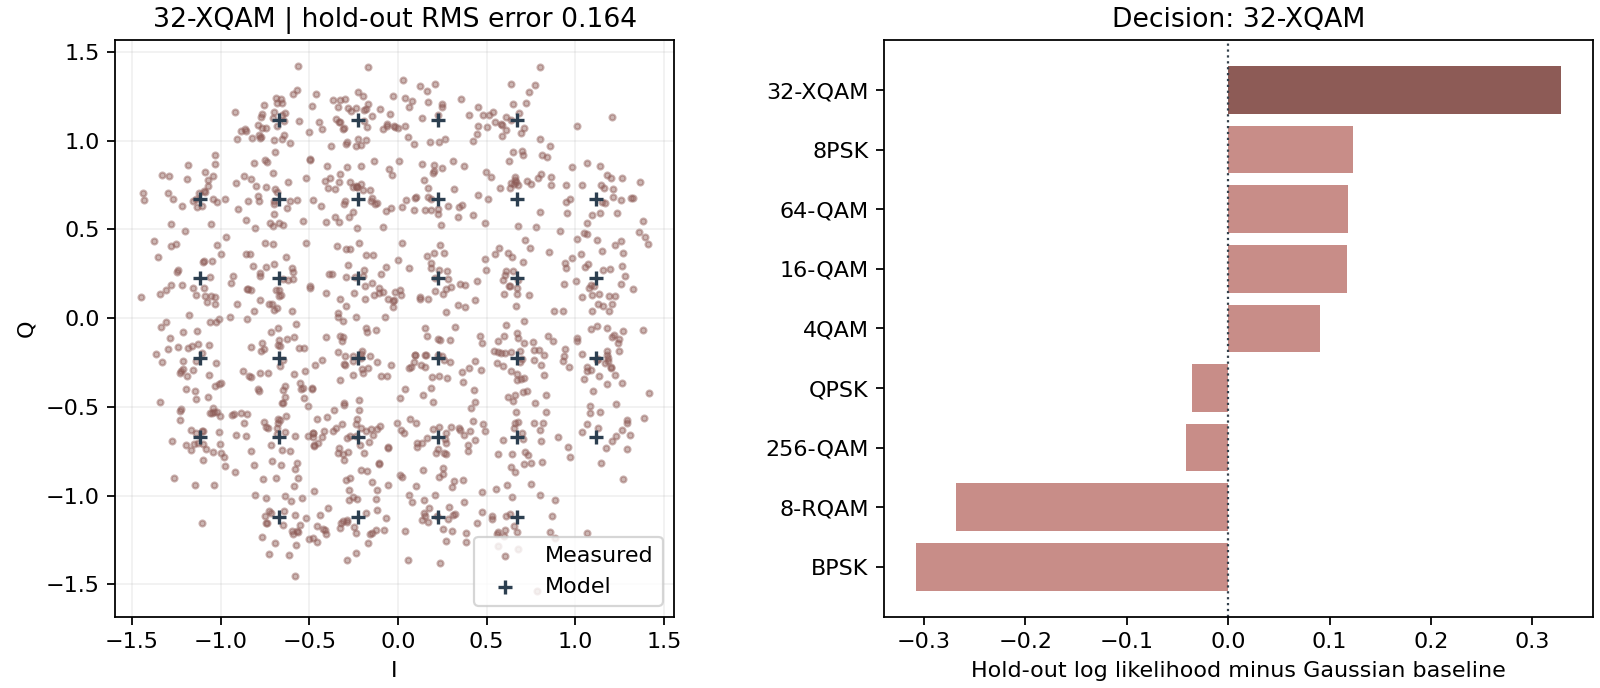 32-XQAM | hold-out RMS error 0.164
1.5
1.0
0.5
0.0
−0.5
−1.0
−1.5
Q
−1.5
−1.0
−0.5
0.0
0.5
1.0
1.5
I
Measured
Model
Decision: 32-XQAM
32-XQAM
8PSK
64-QAM
16-QAM
4QAM
QPSK
256-QAM
8-RQAM
BPSK
−0.3
−0.2
−0.1
0.0
0.1
0.2
0.3
Hold-out log likelihood minus Gaussian baseline